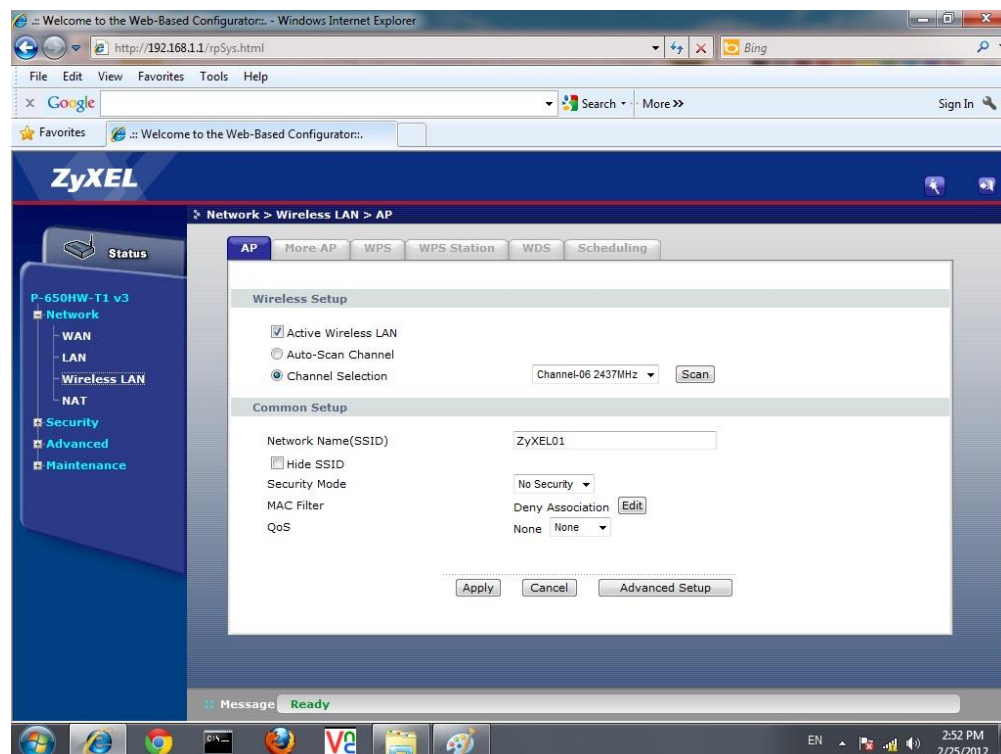 .:: Welcome to the Web-Based Configurator::. - Windows Internet Explorer
http://192.168.1.1/rpSys.html
Bing
File Edit View Favorites Tools Help
x Google Search More >> Sign In
Favorites .:: Welcome to the Web-Based Configurator::.
ZyXEL
Network > Wireless LAN > AP
Status
AP More AP WPS WPS Station WDS Scheduling
P-650HW-T1 v3
Network
WAN
LAN
Wireless LAN
NAT
Security
Advanced
Maintenance
Wireless Setup
Active Wireless LAN
Auto-Scan Channel
Channel Selection Channel-06 2437MHz Scan
Common Setup
Network Name(SSID) ZyXEL01
Hide SSID
Security Mode No Security
MAC Filter Deny Association Edit
QoS None None
Apply Cancel Advanced Setup
Message Ready
EN 2:52 PM
2/25/2012